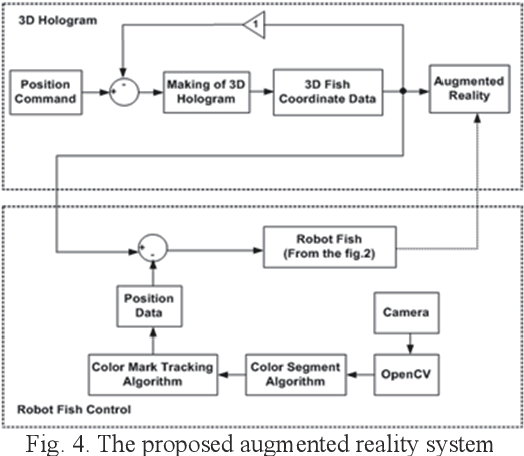 3D Hologram
1
-
Position
Command
+
Making of 3D
Hologram
3D Fish
Coordinate Data
Augmented
Reality
+
-
Robot Fish
(From the fig.2)
Position
Data
Camera
Color Mark Tracking
Algorithm
Color Segment
Algorithm
OpenCV
Robot Fish Control
Fig. 4. The proposed augmented reality system